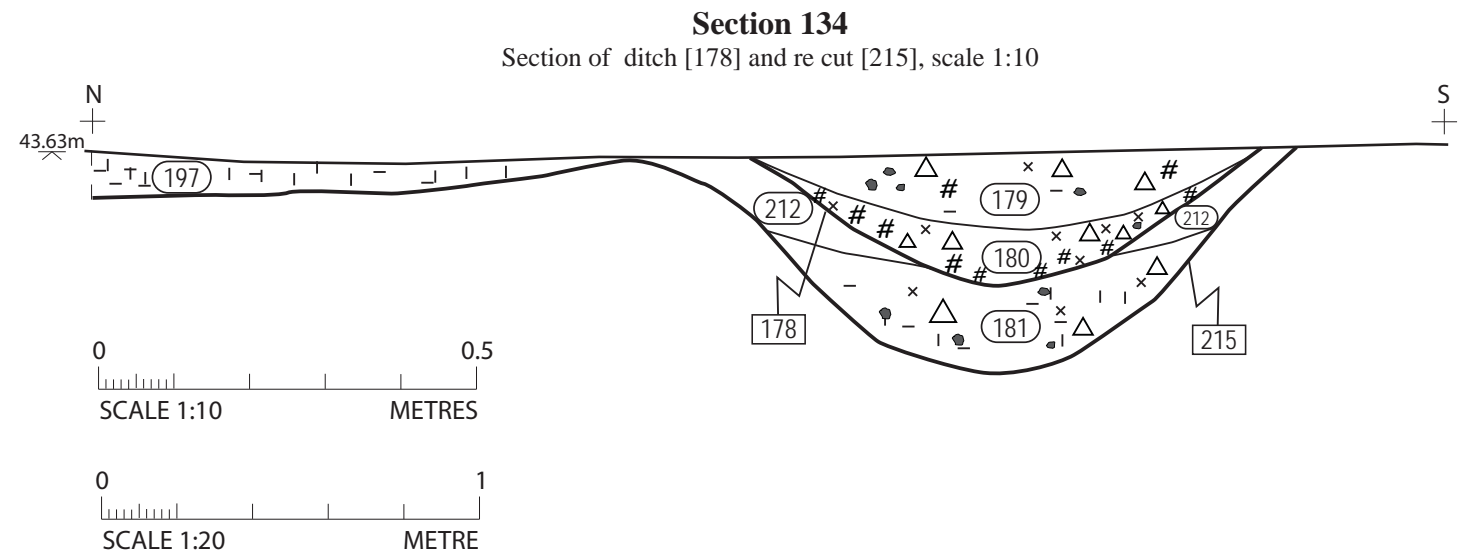 Section 134
Section of ditch [178] and re cut [215], scale 1:10
N
S
43.63m
197
179
212
212
180
178
181
215
0 0.5
SCALE 1:10 METRES
0 1
SCALE 1:20 METRE